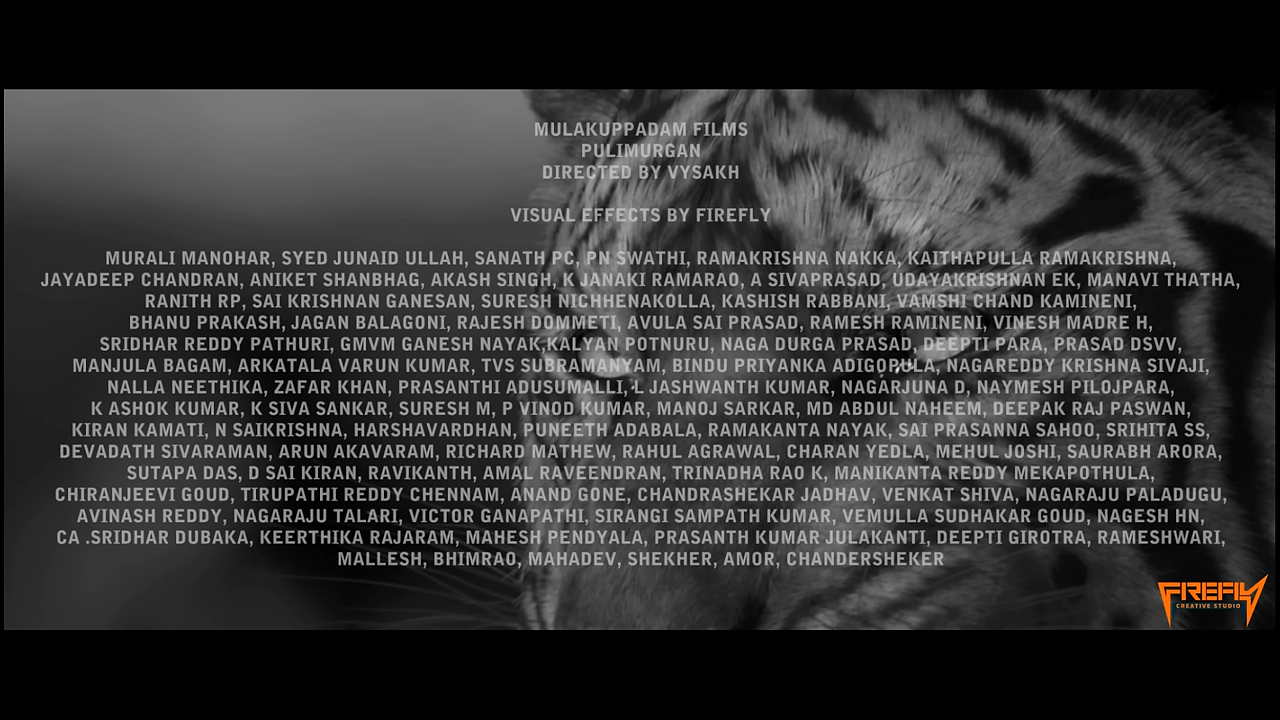 MULAKUPPADAM FILMS
PULIMURGAN
DIRECTED BY VYSAKH
VISUAL EFFECTS BY FIREFLY
MURALI MANOHAR, SYED JUNAID ULLAH, SANATH PC, PN SWATHI, RAMAKRISHNA NAKKA, KAITHAPULLA RAMAKRISHNA,
JAYADEEP CHANDRAN, ANIKET SHANBHAG, AKASH SINGH, K JANAKI RAMARAO, A SIVAPRASAD, UDAYAKRISHNAN EK, MANAVI THATHA,
RANITH RP, SAI KRISHNAN GANESAN, SURESH NICHHENAKOLLA, KASHISH RABBANI, VAMSHI CHAND KAMINENI,
BHANU PRAKASH, JAGAN BALAGONI, RAJESH DOMMETI, AVULA SAI PRASAD, RAMESH RAMINENI, VINESH MADRE H,
SRIDHAR REDDY PATHURI, GMVM GANESH NAYAK,KALYAN POTNURU, NAGA DURGA PRASAD, DEEPTI PARA, PRASAD DSVV,
MANJULA BAGAM, ARKATALA VARUN KUMAR, TVS SUBRAMANYAM, BINDU PRIYANKA ADIGOPULA, NAGAREDDY KRISHNA SIVAJI,
NALLA NEETHIKA, ZAFAR KHAN, PRASANTHI ADUSUMALLI, L JASHWANTH KUMAR, NAGARJUNA D, NAYMESH PILOJPARA,
K ASHOK KUMAR, K SIVA SANKAR, SURESH M, P VINOD KUMAR, MANOJ SARKAR, MD ABDUL NAHEEM, DEEPAK RAJ PASWAN,
KIRAN KAMATI, N SAIKRISHNA, HARSHAVARDHAN, PUNEETH ADABALA, RAMAKANTA NAYAK, SAI PRASANNA SAHOO, SRIHITA SS,
DEVADATH SIVARAMAN, ARUN AKAVARAM, RICHARD MATHEW, RAHUL AGRAWAL, CHARAN YEDLA, MEHUL JOSHI, SAURABH ARORA,
SUTAPA DAS, D SAI KIRAN, RAVIKANTH, AMAL RAVEENDRAN, TRINADHA RAO K, MANIKANTA REDDY MEKAPOTHULA,
CHIRANJEEVI GOUD, TIRUPATHI REDDY CHENNAM, ANAND GONE, CHANDRASHEKAR JADHAV, VENKAT SHIVA, NAGARAJU PALADUGU,
AVINASH REDDY, NAGARAJU TALARI, VICTOR GANAPATHI, SIRANGI SAMPATH KUMAR, VEMULLA SUDHAKAR GOUD, NAGESH HN,
CA .SRIDHAR DUBAKA, KEERTHIKA RAJARAM, MAHESH PENDYALA, PRASANTH KUMAR JULAKANTI, DEEPTI GIROTRA, RAMESHWARI,
MALLESH, BHIMRAO, MAHADEV, SHEKHER, AMOR, CHANDERSHEKER
FIREFLY
CREATIVE STUDIO